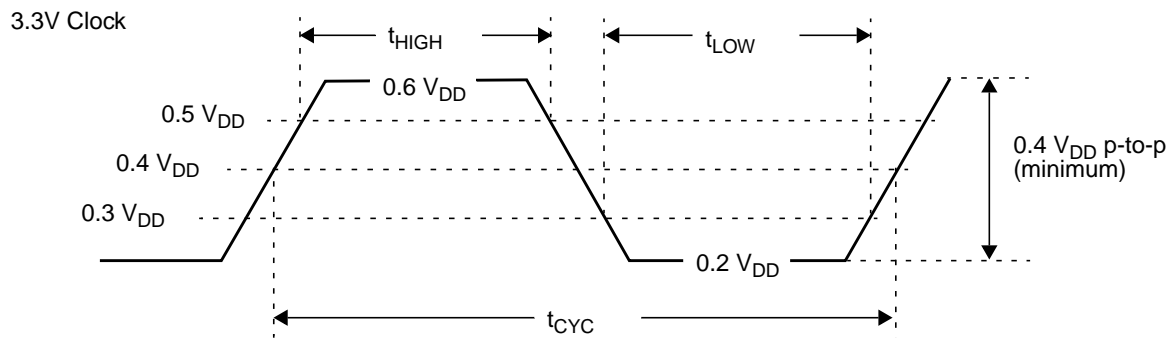 3.3V Clock
tHIGH
tLOW
0.6 VDD
0.5 VDD
0.4 VDD
0.3 VDD
0.4 VDD p-to-p
(minimum)
0.2 VDD
tCYC